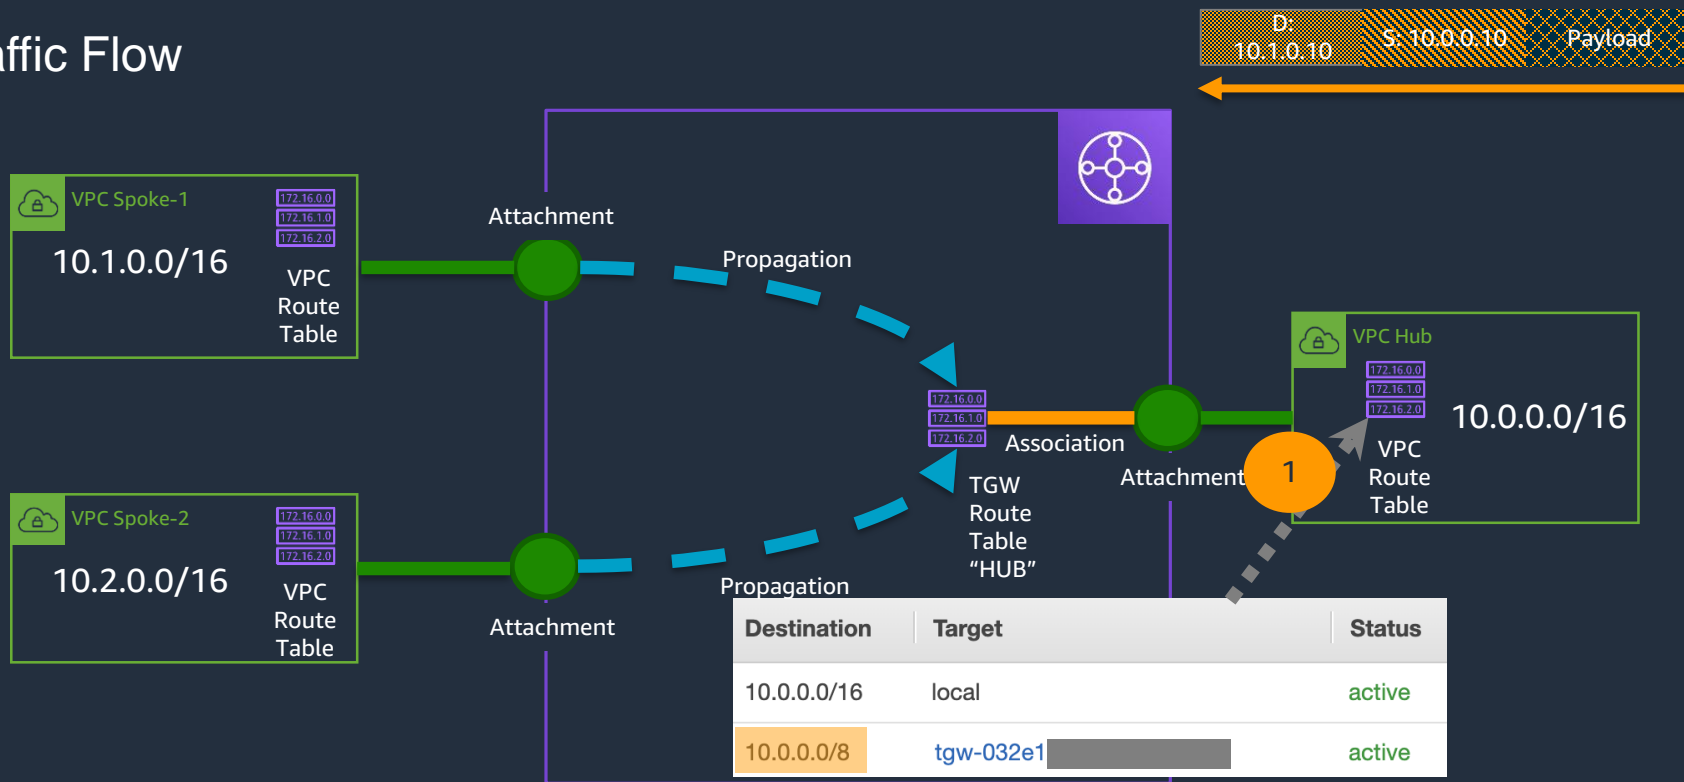 affic Flow
D:
10.1.0.10
S: 10.0.0.10
Payload
VPC Spoke-1
10.1.0.0/16
172.16.0.0
172.16.1.0
172.16.2.0
VPC
Route
Table
Attachment
Propagation
172.16.0.0
172.16.1.0
172.16.2.0
Association
TGW
Route
Table
“HUB”
Attachment
1
VPC Hub
172.16.0.0
172.16.1.0
172.16.2.0
10.0.0.0/16
VPC
Route
Table
VPC Spoke-2
10.2.0.0/16
172.16.0.0
172.16.1.0
172.16.2.0
VPC
Route
Table
Attachment
Propagation
Destination Target Status
10.0.0.0/16 local active
10.0.0.0/8 tgw-032e1 active